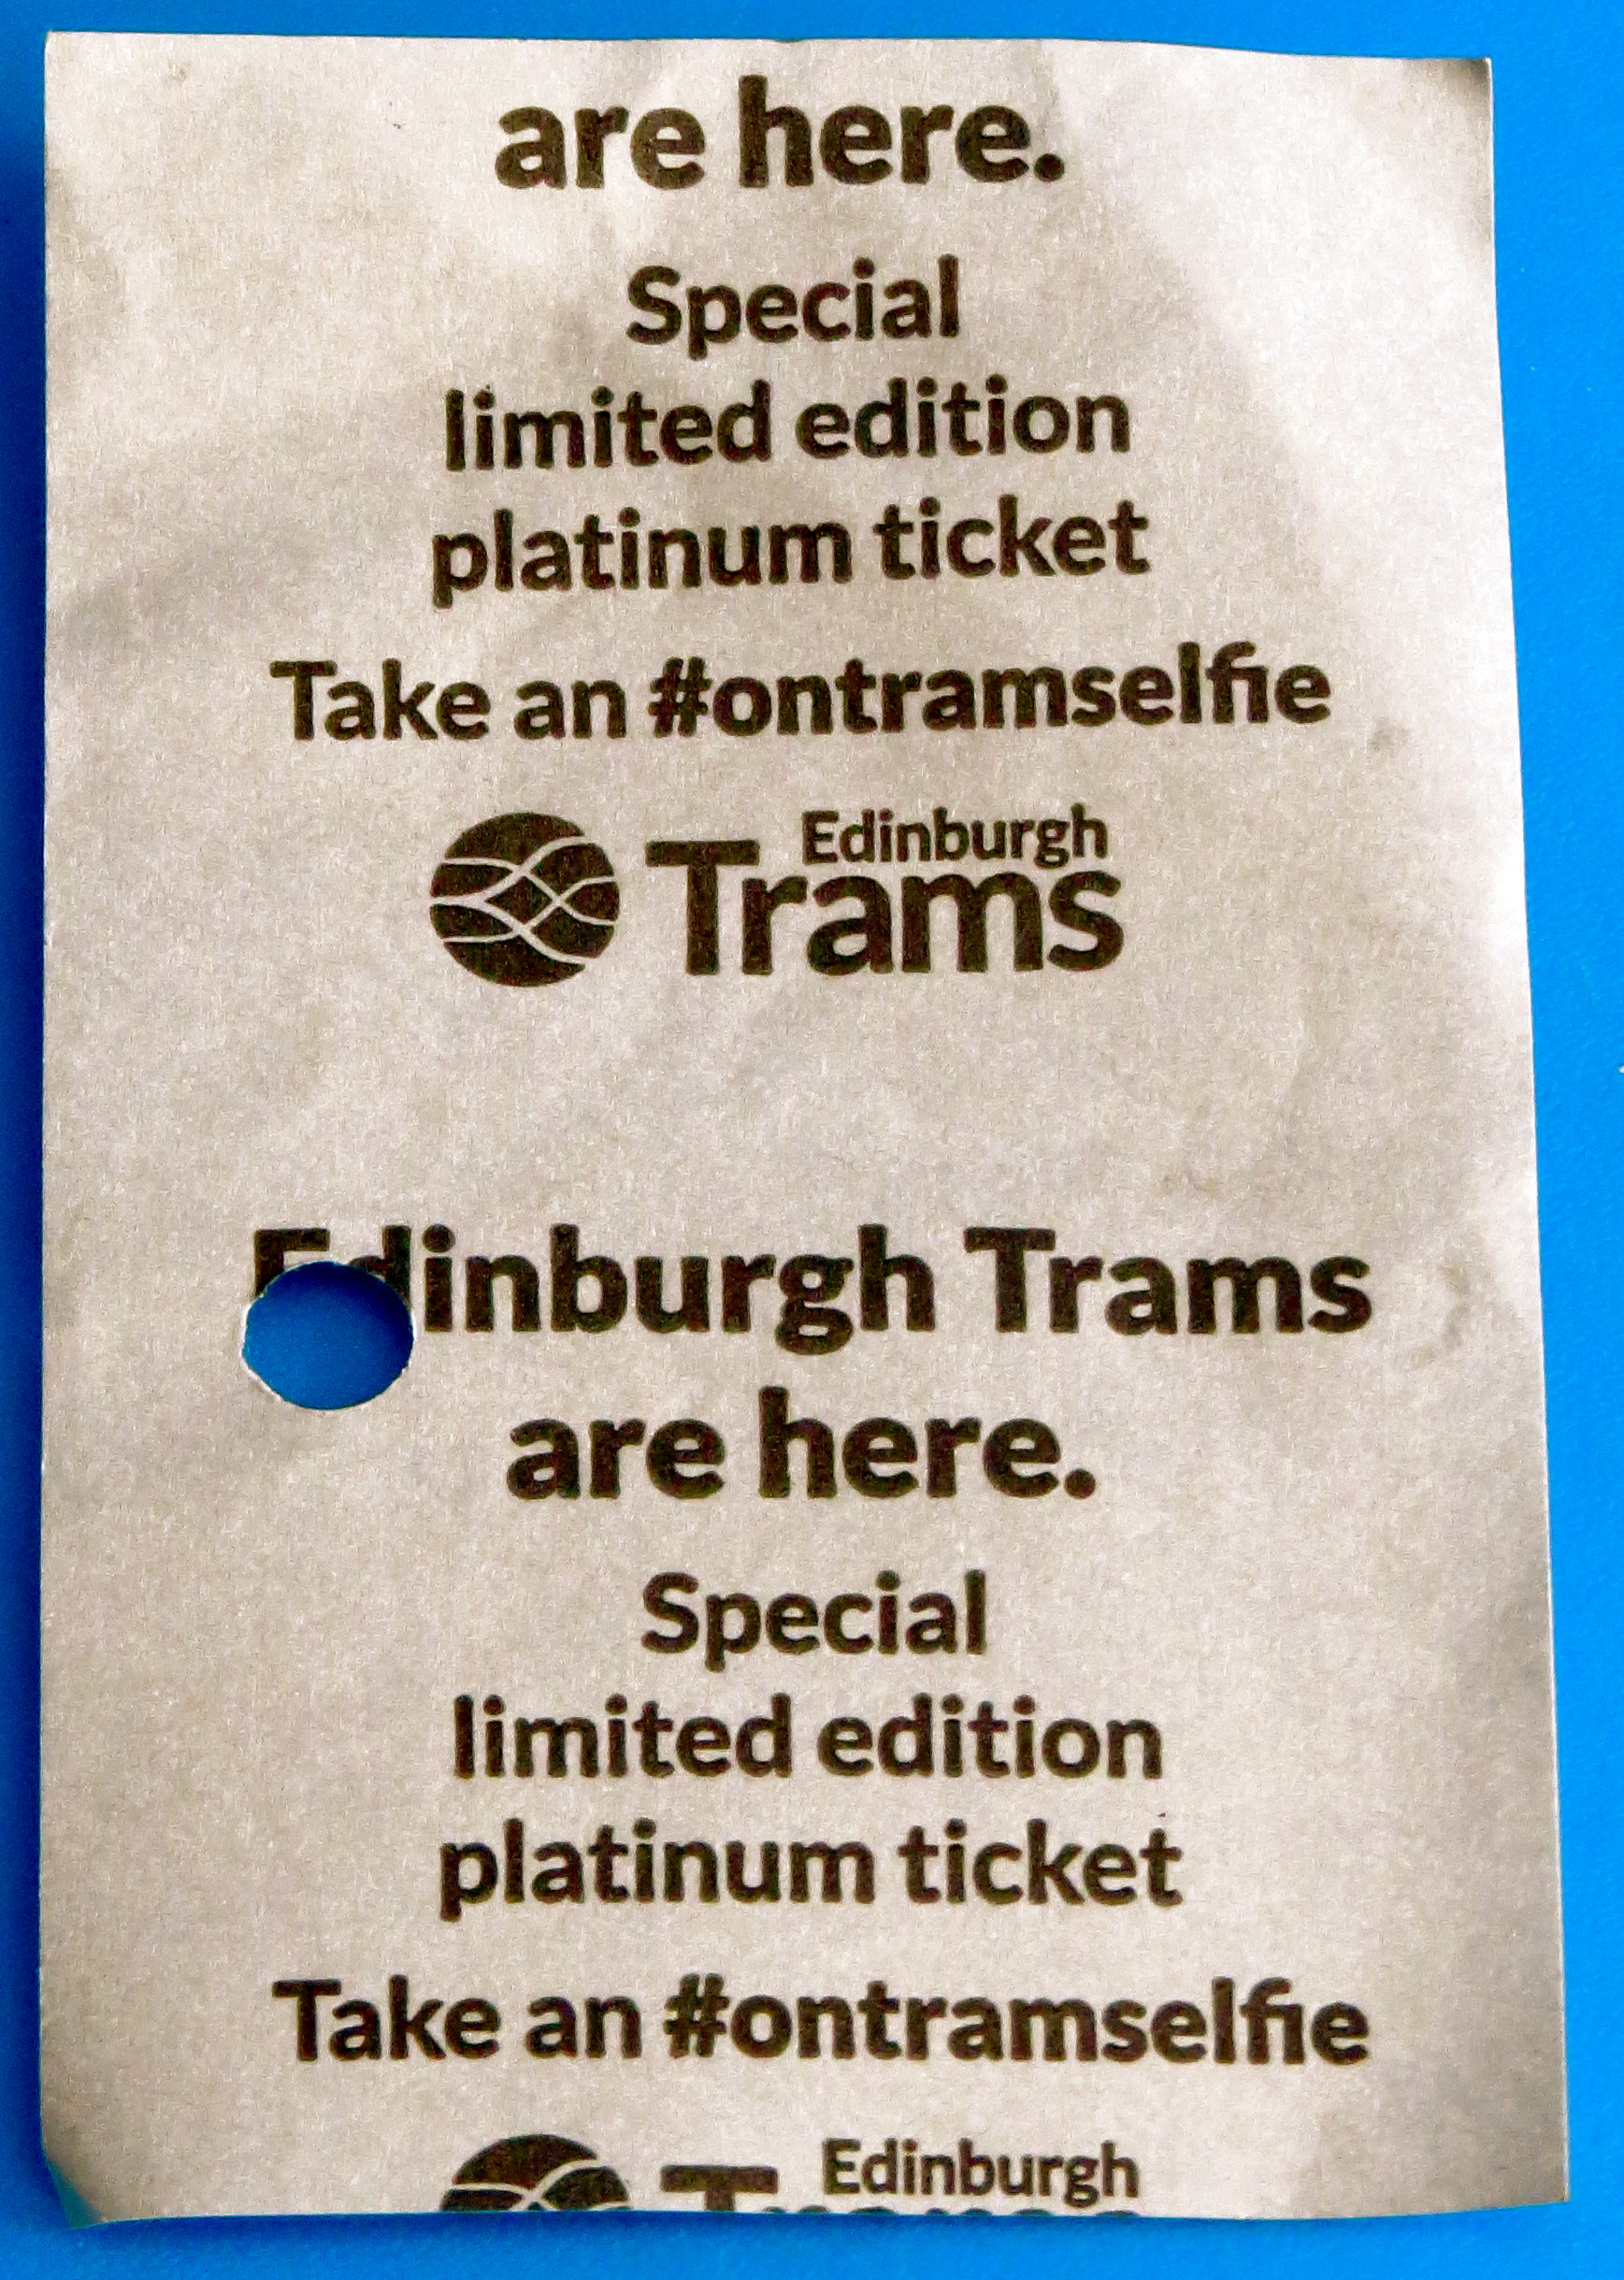 are here.
Special
limited edition
platinum ticket
Take an #ontramselfie
Edinburgh
Trams
Edinburgh Trams
are here.
Special
limited edition
platinum ticket
Take an #ontramselfie
Edinburgh